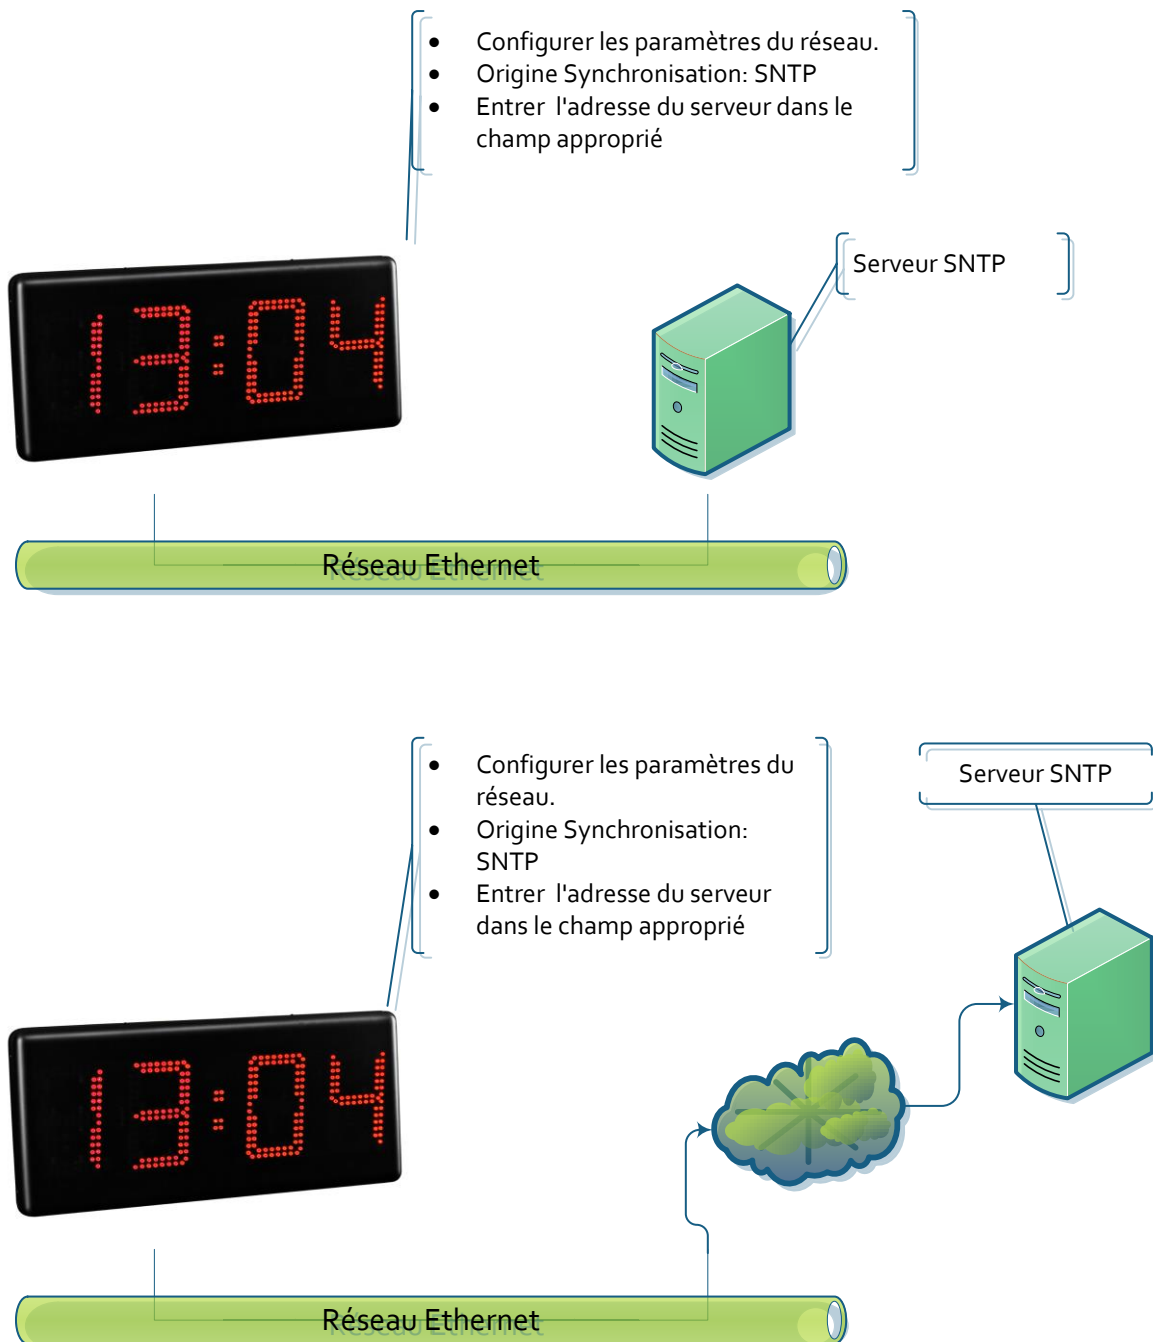 • Configurer les paramètres du réseau.
• Origine Synchronisation: SNTP
• Entrer l'adresse du serveur dans le
champ approprié
Serveur SNTP
13:04
Réseau Ethernet
• Configurer les paramètres du
réseau.
• Origine Synchronisation:
SNTP
• Entrer l'adresse du serveur
dans le champ approprié
Serveur SNTP
13:04
Réseau Ethernet